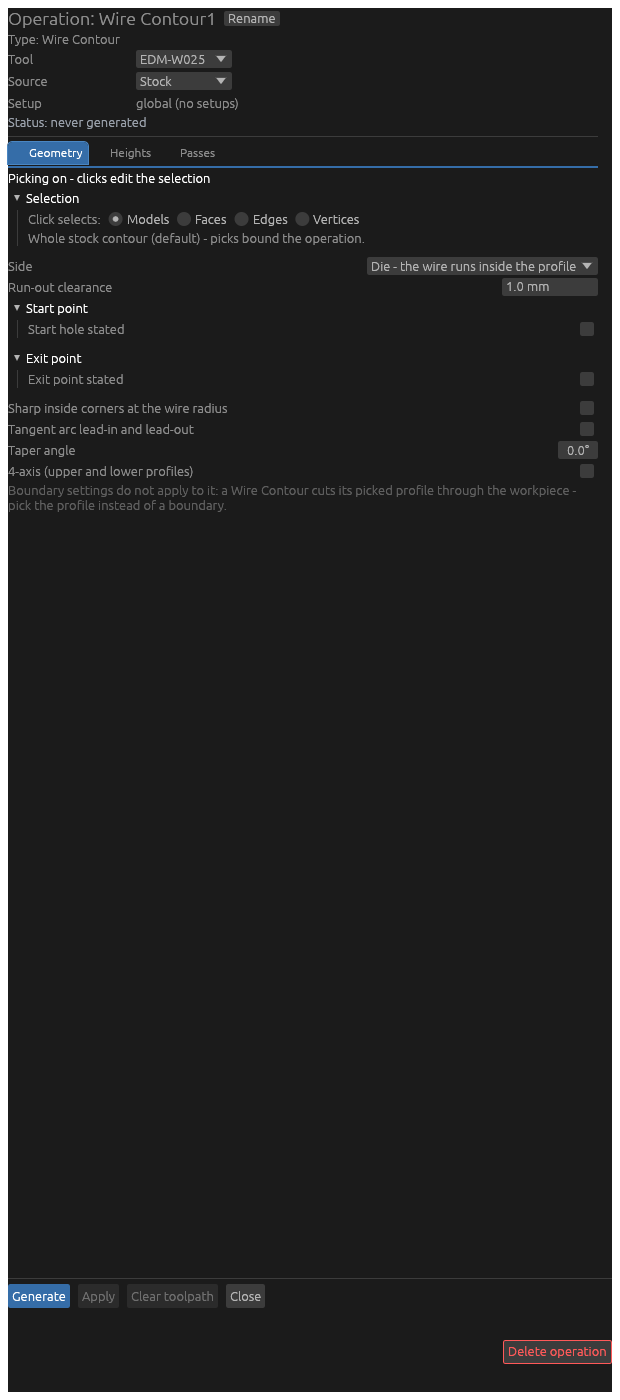 Operation: Wire Contour1 Rename
Type: Wire Contour
Tool EDM-W025
Source Stock
Setup global (no setups)
Status: never generated
Geometry Heights Passes
Picking on - clicks edit the selection
Selection
Click selects: Models Faces Edges Vertices
Whole stock contour (default) - picks bound the operation.
Side Die - the wire runs inside the profile
Run-out clearance 1.0 mm
Start point
Start hole stated
Exit point
Exit point stated
Sharp inside corners at the wire radius
Tangent arc lead-in and lead-out
Taper angle 0.0°
4-axis (upper and lower profiles)
Boundary settings do not apply to it: a Wire Contour cuts its picked profile through the workpiece -
pick the profile instead of a boundary.
Generate Apply Clear toolpath Close
Delete operation